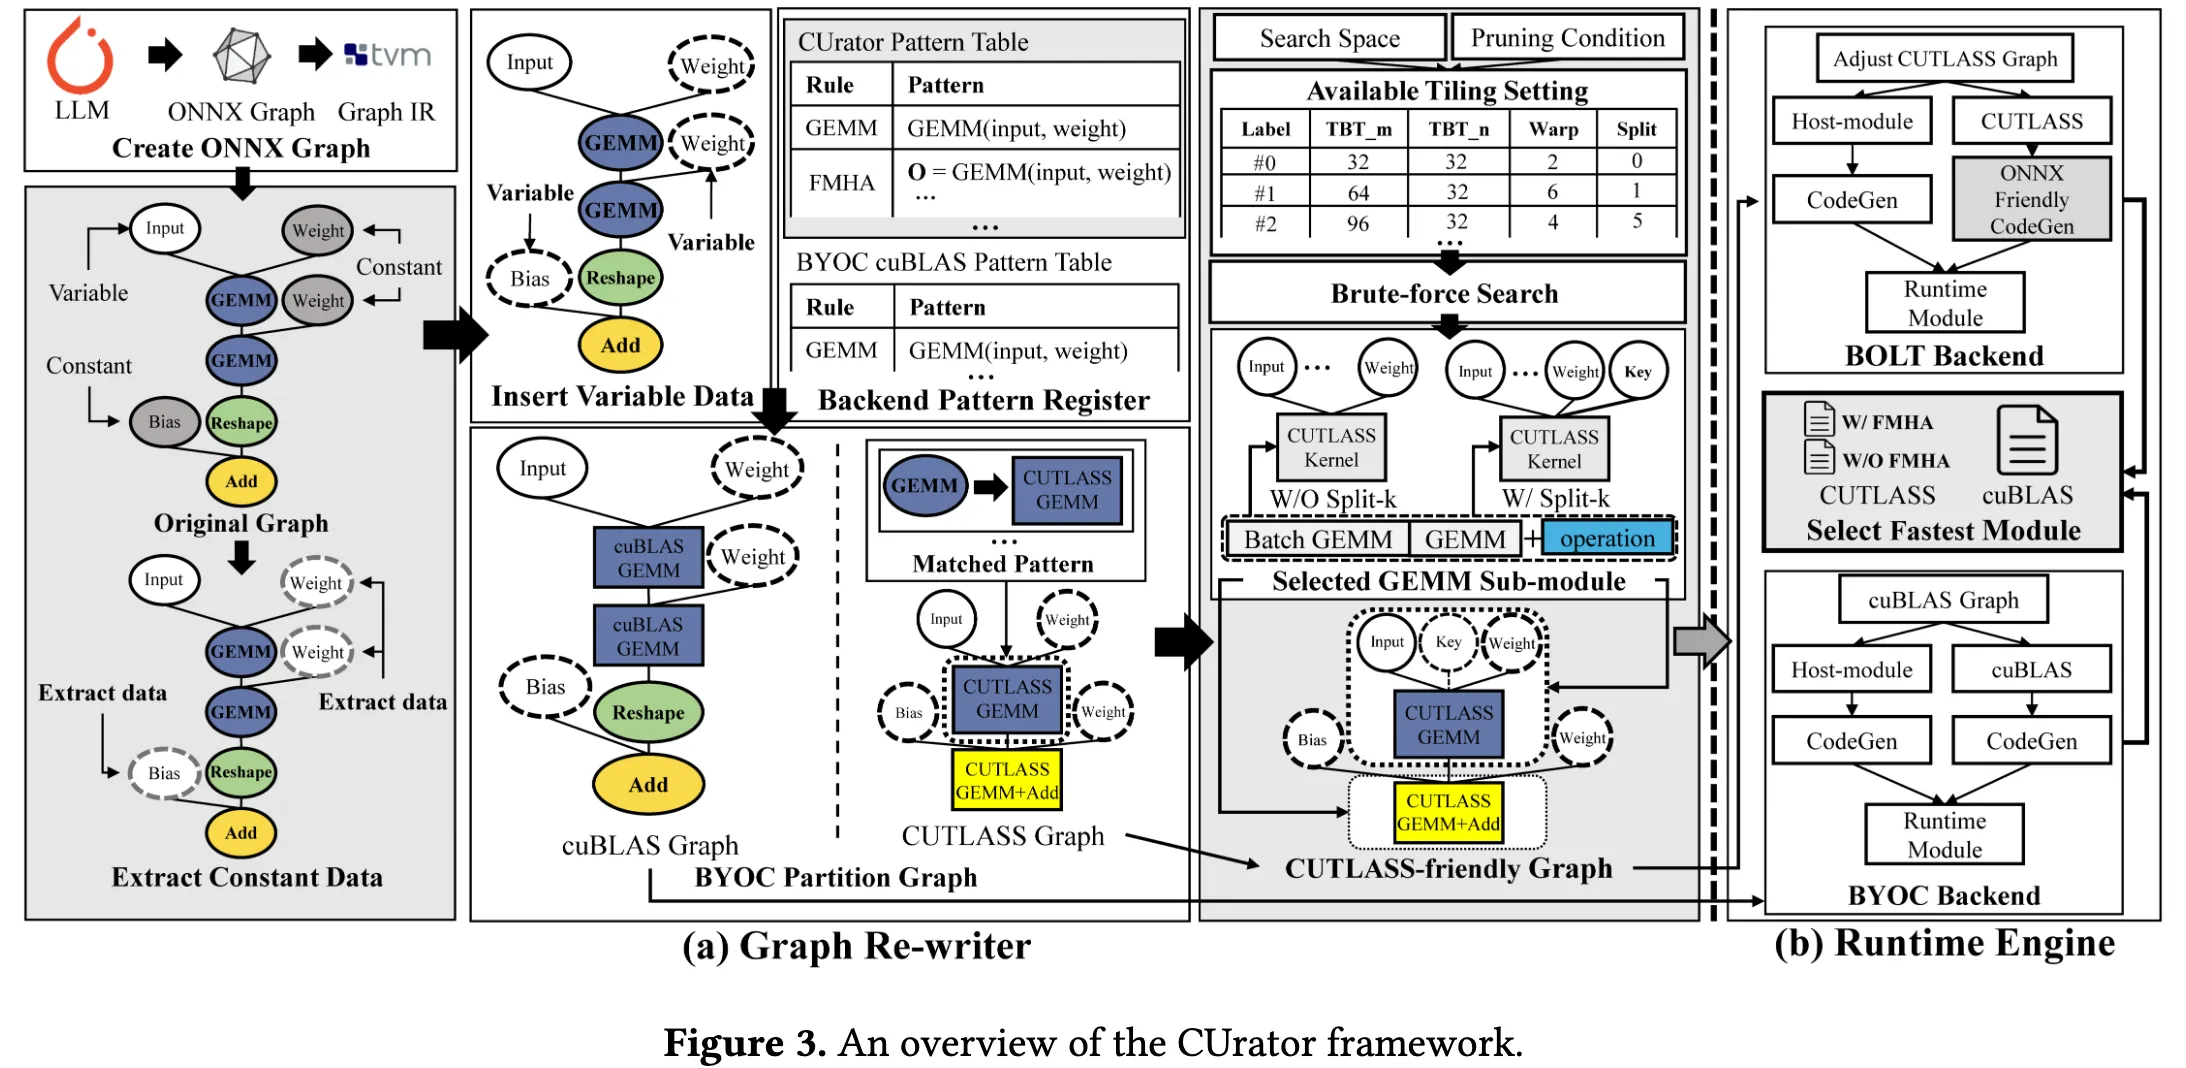 LLM
ONNX Graph
tvm
Graph IR
Create ONNX Graph
Input
Weight
Constant
Variable
GEMM
Weight
GEMM
Constant
Bias
Reshape
Add
Original Graph
Input
Weight
GEMM
Weight
Extract data
Extract data
GEMM
Bias
Reshape
Add
Extract Constant Data
Input
Weight
GEMM
Weight
Variable
GEMM
Variable
Bias
Reshape
Add
Insert Variable Data
CUrator Pattern Table
Rule Pattern
GEMM GEMM(input, weight)
FMHA O = GEMM(input, weight)
...
...
BYOC cuBLAS Pattern Table
Rule Pattern
GEMM GEMM(input, weight)
...
Backend Pattern Register
Input
Weight
cuBLAS
GEMM
Weight
cuBLAS
GEMM
Bias
Reshape
Add
cuBLAS Graph
GEMM
CUTLASS
GEMM
...
Matched Pattern
Input
Weight
CUTLASS
GEMM
Bias
Weight
CUTLASS
GEMM+Add
CUTLASS Graph
BYOC Partition Graph
Search Space
Pruning Condition
Available Tiling Setting
Label TBT_m TBT_n Warp Split
#0 32 32 2 0
#1 64 32 6 1
#2 96 32 4 5
...
Brute-force Search
Input ... Weight
Input ... Weight Key
CUTLASS
Kernel
CUTLASS
Kernel
W/O Split-k
W/ Split-k
Batch GEMM GEMM + operation
Selected GEMM Sub-module
Input Key Weight
CUTLASS
GEMM
Bias
Weight
CUTLASS
GEMM+Add
CUTLASS-friendly Graph
(a) Graph Re-writer
Adjust CUTLASS Graph
Host-module
CUTLASS
CodeGen
ONNX
Friendly
CodeGen
Runtime
Module
BOLT Backend
W/ FMHA
W/O FMHA
CUTLASS
cuBLAS
Select Fastest Module
cuBLAS Graph
Host-module
cuBLAS
CodeGen
CodeGen
Runtime
Module
BYOC Backend
(b) Runtime Engine
Figure 3. An overview of the CUrator framework.